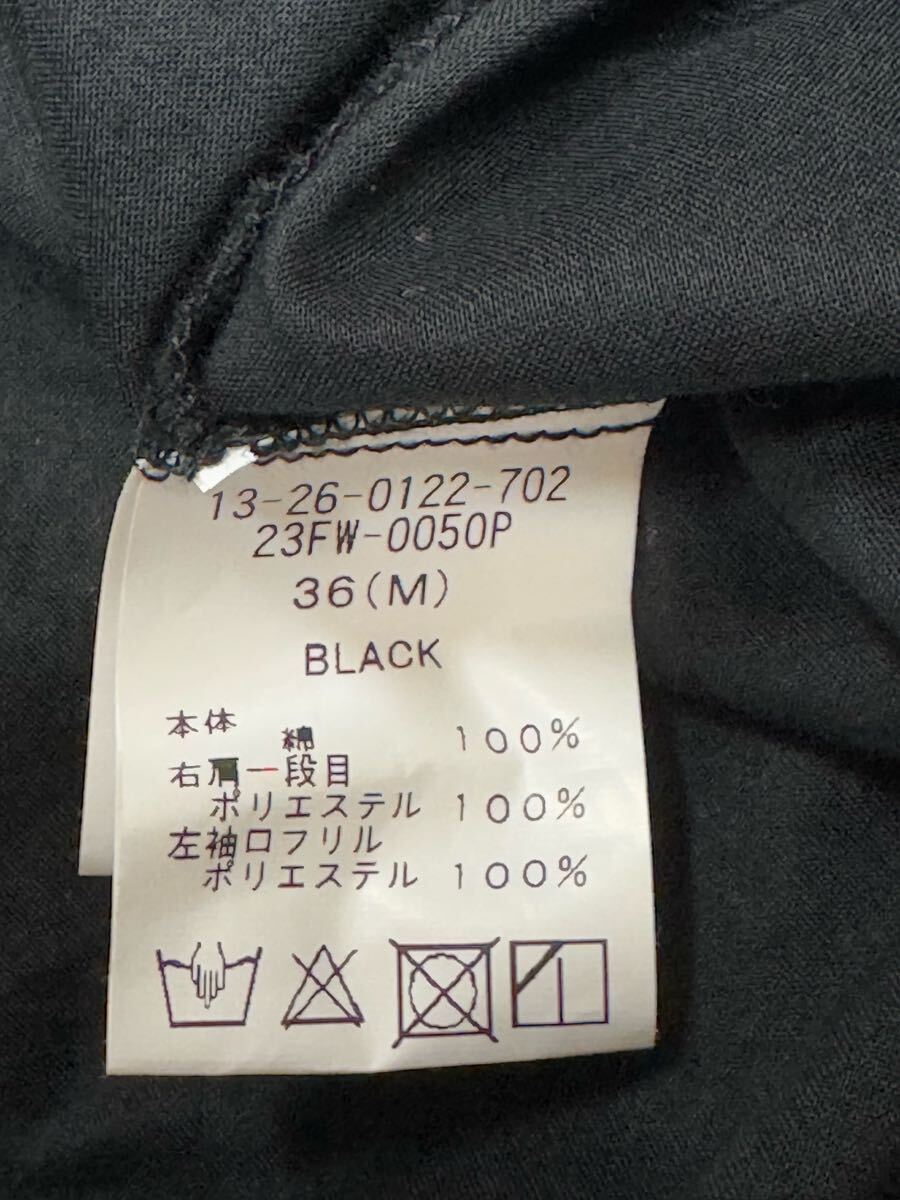 13-26-0122-702
23FW-0050P
36(M)
BLACK
本体
綿 100%
右肩一段目
ポリエステル 100%
左袖口フリル
ポリエステル 100%